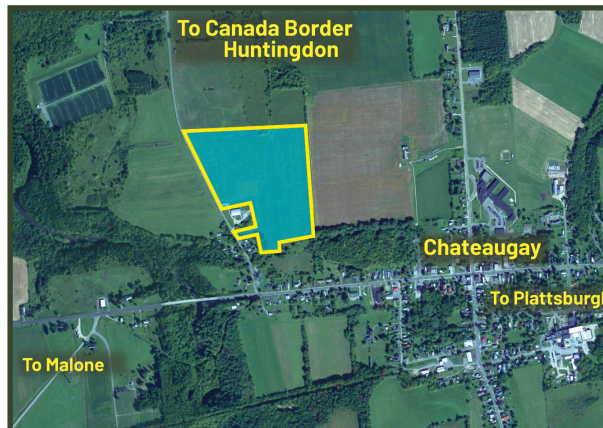 To Canada Border
Huntingdon
Chateaugay
To Plattsburgh
To Malone